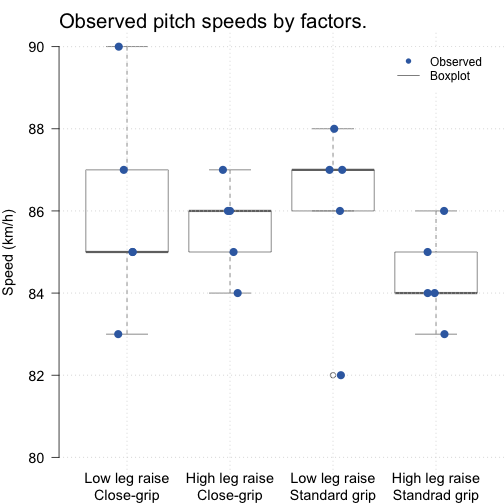 Observed pitch speeds by factors.
Observed
Boxplot
Speed (km/h)
90
88
86
84
82
80
Low leg raise
Close-grip
High leg raise
Close-grip
Low leg raise
Standard grip
High leg raise
Standrad grip